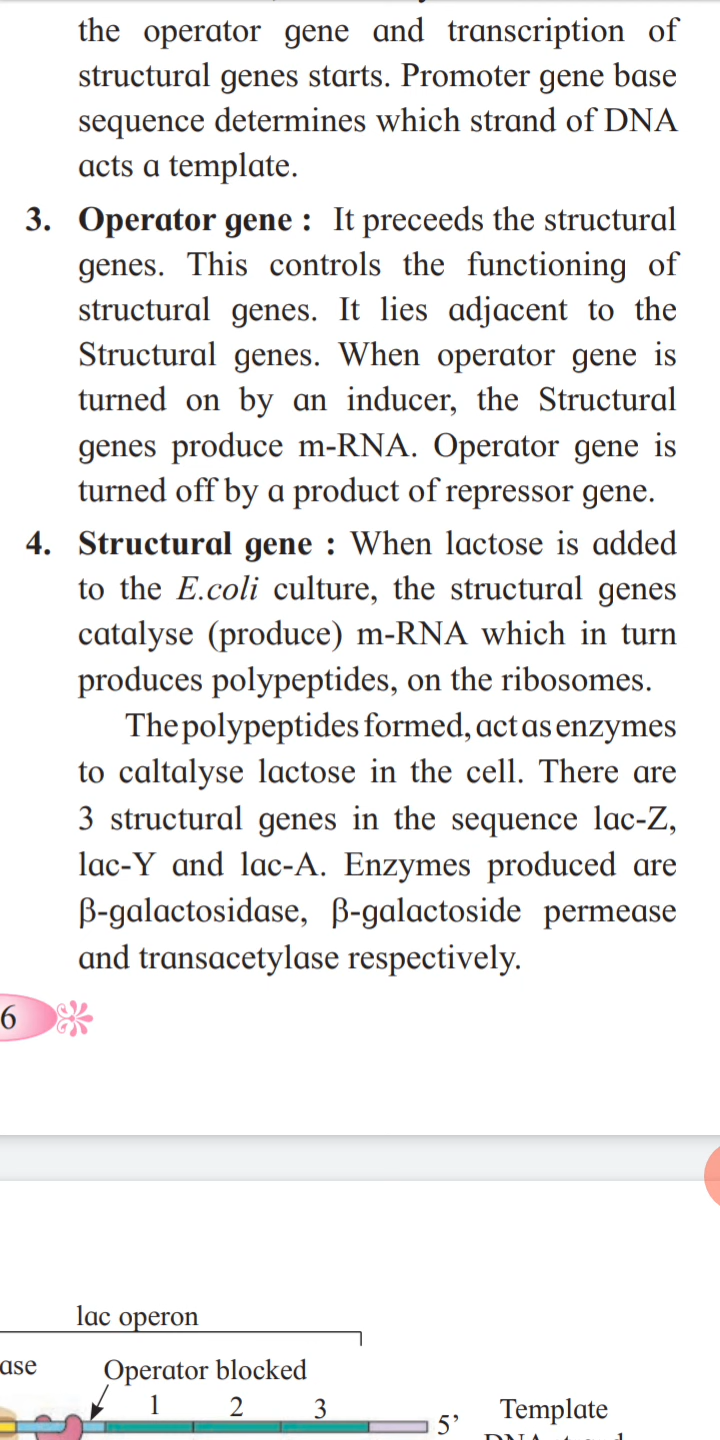 the operator gene and transcription of
structural genes starts. Promoter gene base
sequence determines which strand of DNA
acts a template.
3. Operator gene : It preceeds the structural
genes. This controls the functioning of
structural genes. It lies adjacent to the
Structural genes. When operator gene is
turned on by an inducer, the Structural
genes produce m-RNA. Operator gene is
turned off by a product of repressor gene.
4. Structural gene : When lactose is added
to the E.coli culture, the structural genes
catalyse (produce) m-RNA which in turn
produces polypeptides, on the ribosomes.
The polypeptides formed, act as enzymes
to caltalyse lactose in the cell. There are
3 structural genes in the sequence lac-Z,
lac-Y and lac-A. Enzymes produced are
β-galactosidase, β-galactoside permease
and transacetylase respectively.
6
lac operon
ase Operator blocked
1 2 3
5’ Template